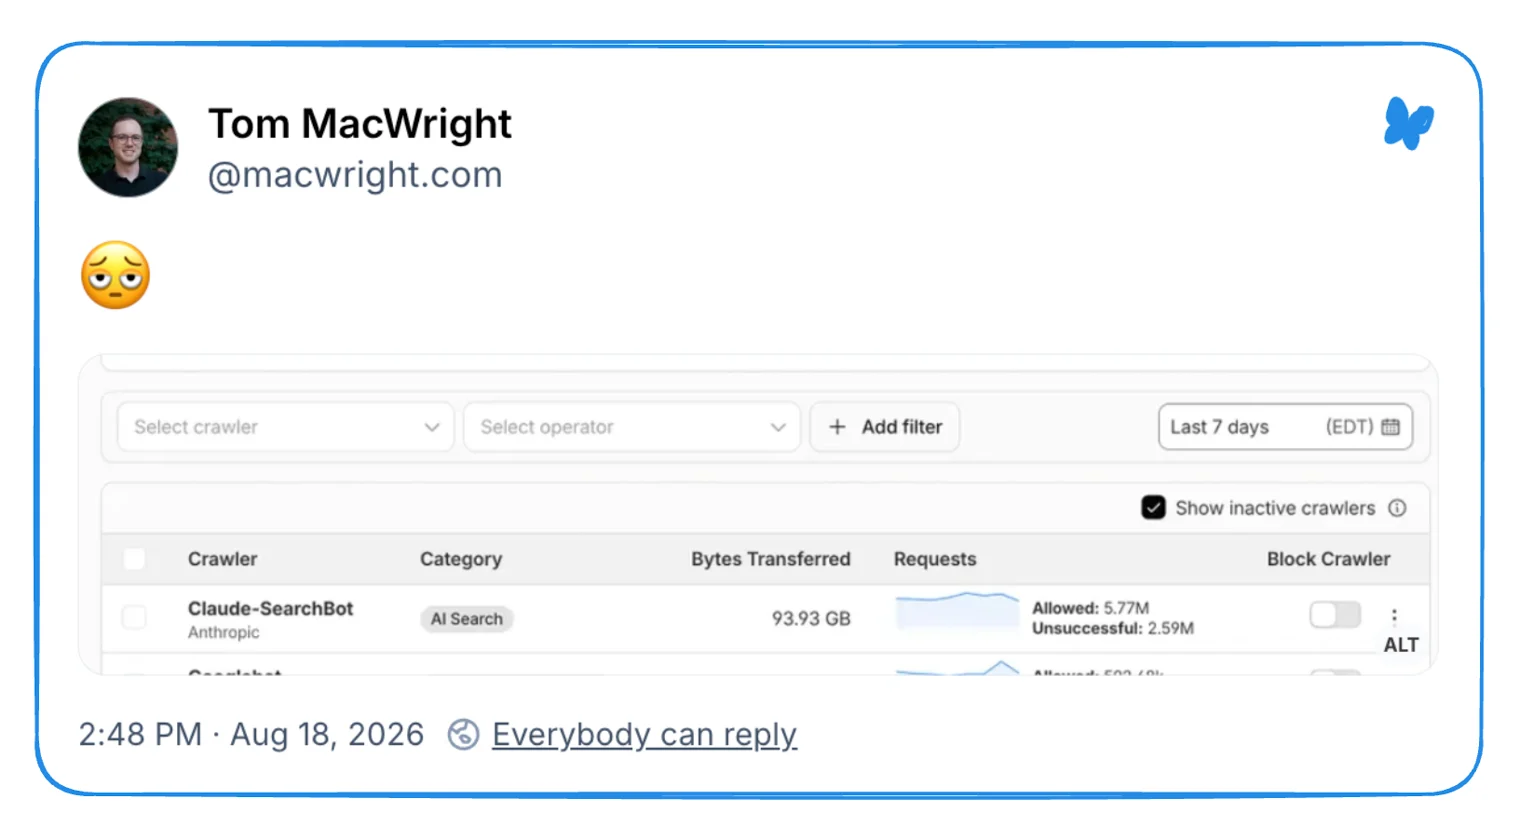 Tom MacWright
@macwright.com
Select crawler
Select operator
+ Add filter
Last 7 days (EDT)
Show inactive crawlers
Crawler Category Bytes Transferred Requests Block Crawler
Claude-SearchBot
Anthropic
AI Search
93.93 GB
Allowed: 5.77M
Unsuccessful: 2.59M
ALT
Googlebot
2:48 PM · Aug 18, 2026 Everybody can reply